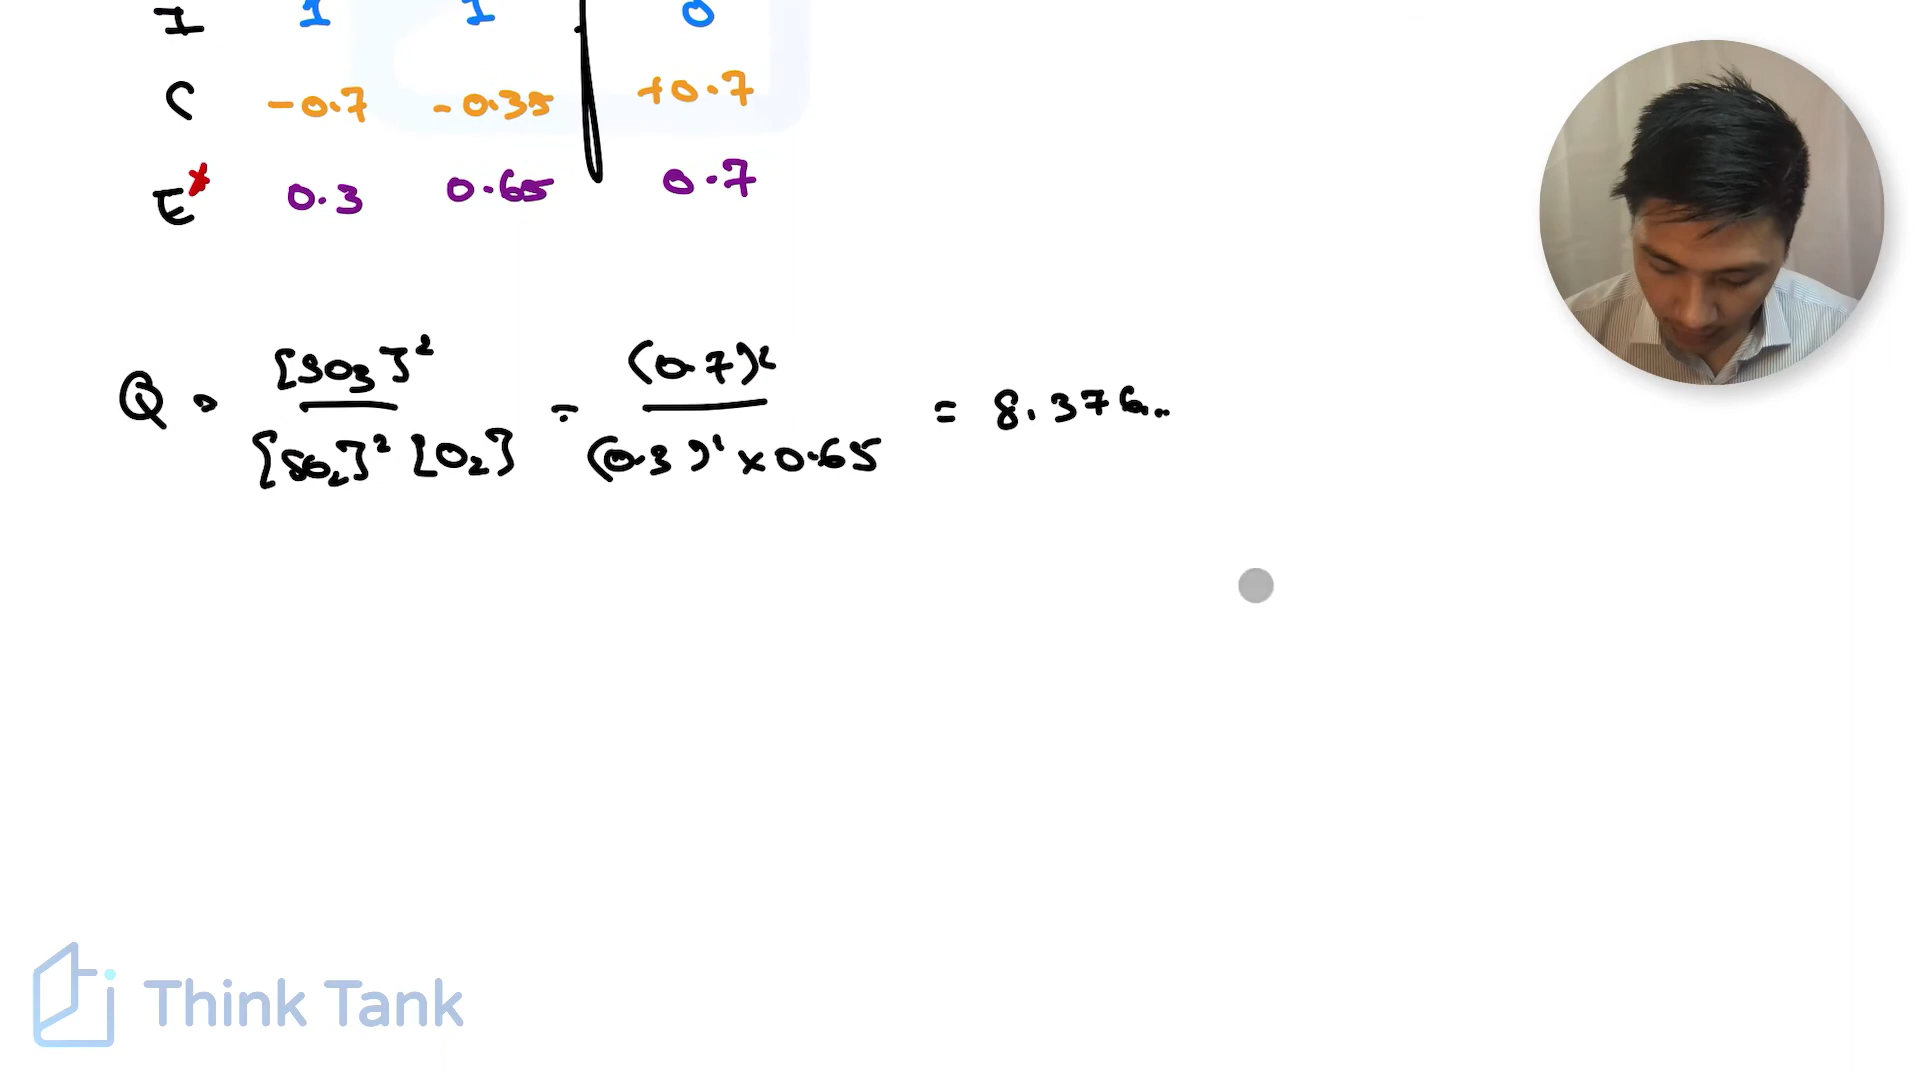 I 1 1 0
C -0.7 -0.35 +0.7
E* 0.3 0.65 0.7
Q = [SO₃]² / [SO₂]² [O₂] = (0.7)² / (0.3)² × 0.65 = 8.376...
Think Tank